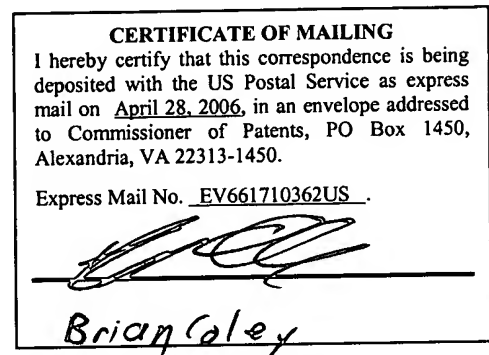 CERTIFICATE OF MAILING
I hereby certify that this correspondence is being
deposited with the US Postal Service as express
mail on April 28, 2006, in an envelope addressed
to Commissioner of Patents, PO Box 1450,
Alexandria, VA 22313-1450.
Express Mail No. EV661710362US .
Brian Coley